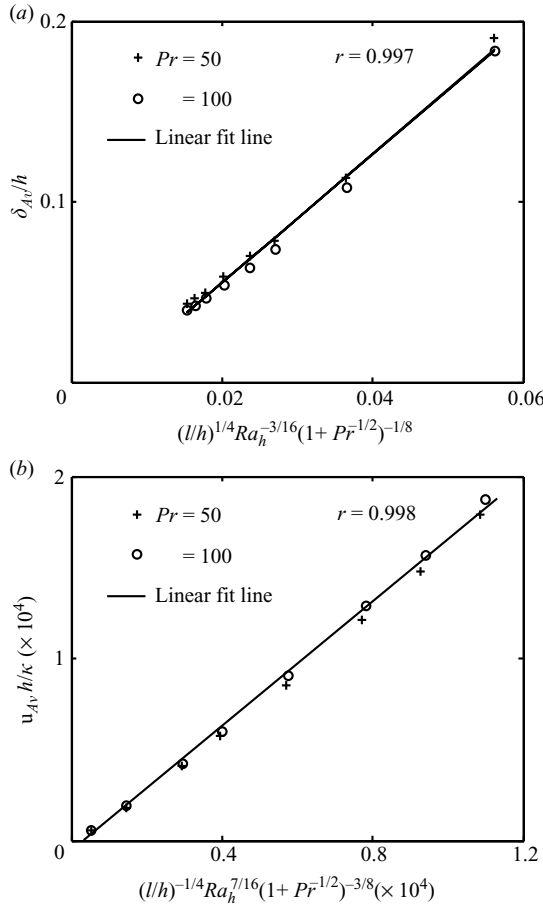 (a)
0.2
+ Pr = 50
r = 0.997
= 100
Linear fit line
δ_{Av}/h
0.1
0
0.02
0.04
0.06
(l/h)^{1/4}Ra_h^{-3/16}(1+ Pr^{-1/2})^{-1/8}
(b)
2
+ Pr = 50
r = 0.998
= 100
Linear fit line
u_{Av} h/κ (× 10^4)
1
0
0.4
0.8
1.2
(l/h)^{-1/4}Ra_h^{7/16}(1+ Pr^{-1/2})^{-3/8}(× 10^4)